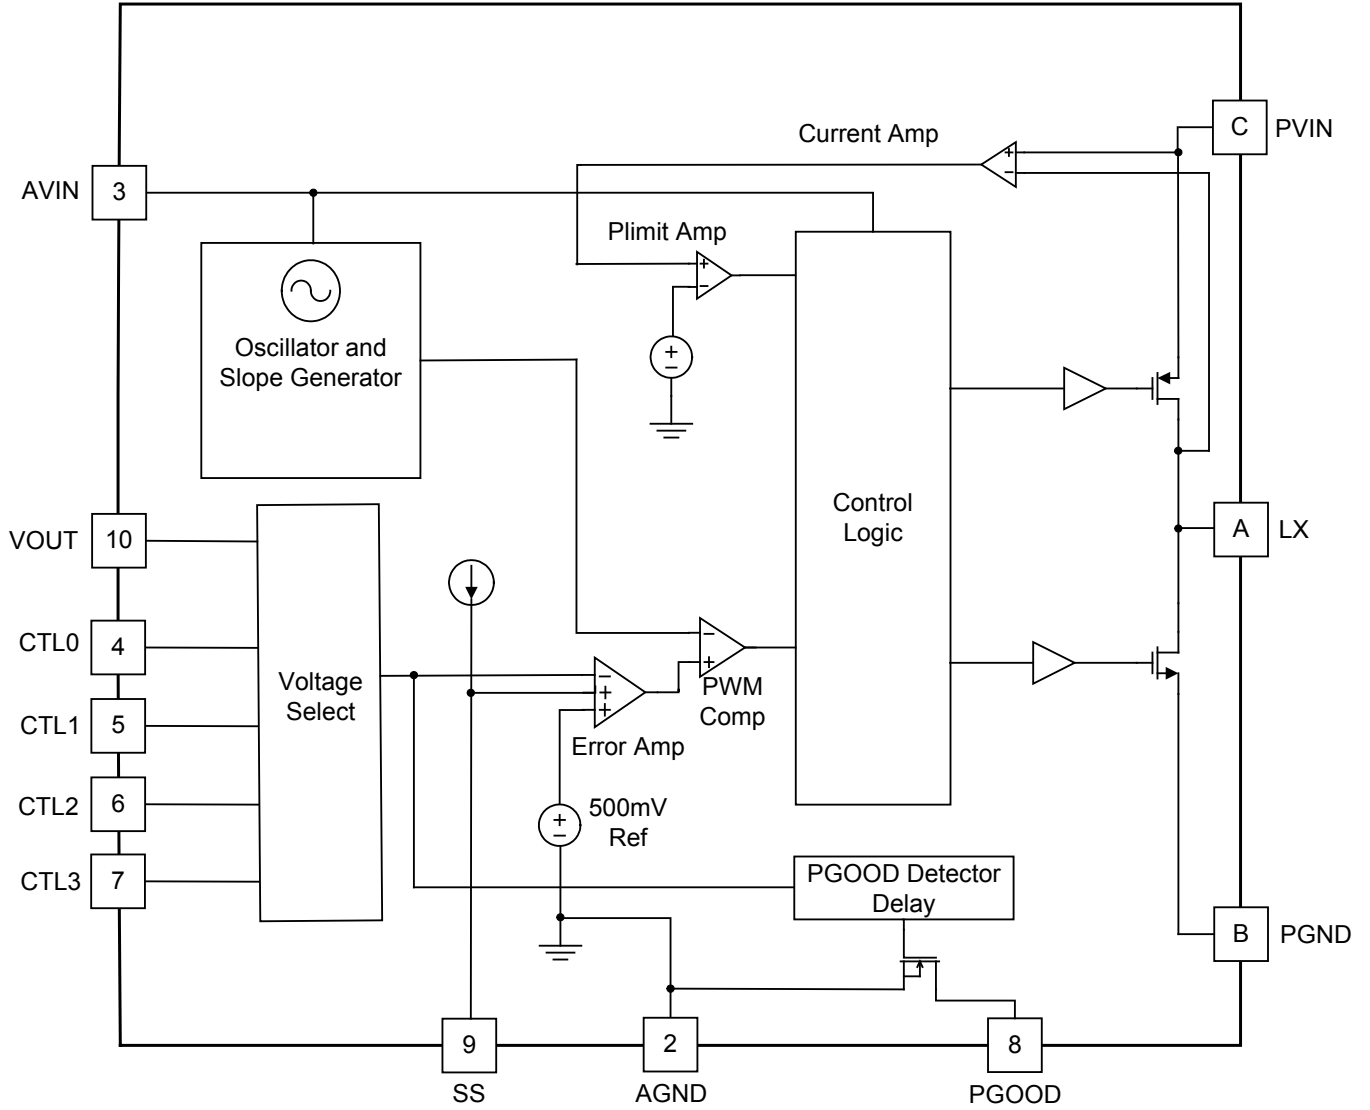 Current Amp
C
PVIN
AVIN
3
+
−
Plimit Amp
+
−
Oscillator and
Slope Generator
+
−
Control
Logic
VOUT
10
A
LX
CTL0
4
−
+
PWM
Comp
Voltage
Select
−
+
+
Error Amp
CTL1
5
CTL2
6
+
−
500mV
Ref
CTL3
7
PGOOD Detector
Delay
B
PGND
9
2
8
SS
AGND
PGOOD